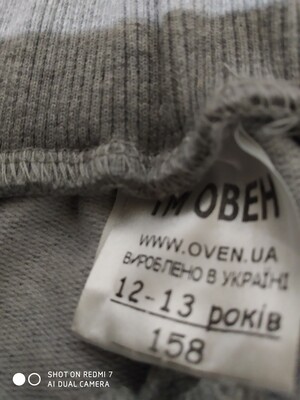 ТМ ОВЕН
WWW.OVEN.UA
ВИРОБЛЕНО В УКРАЇНІ
12-13 років
158
SHOT ON REDMI 7
AI DUAL CAMERA